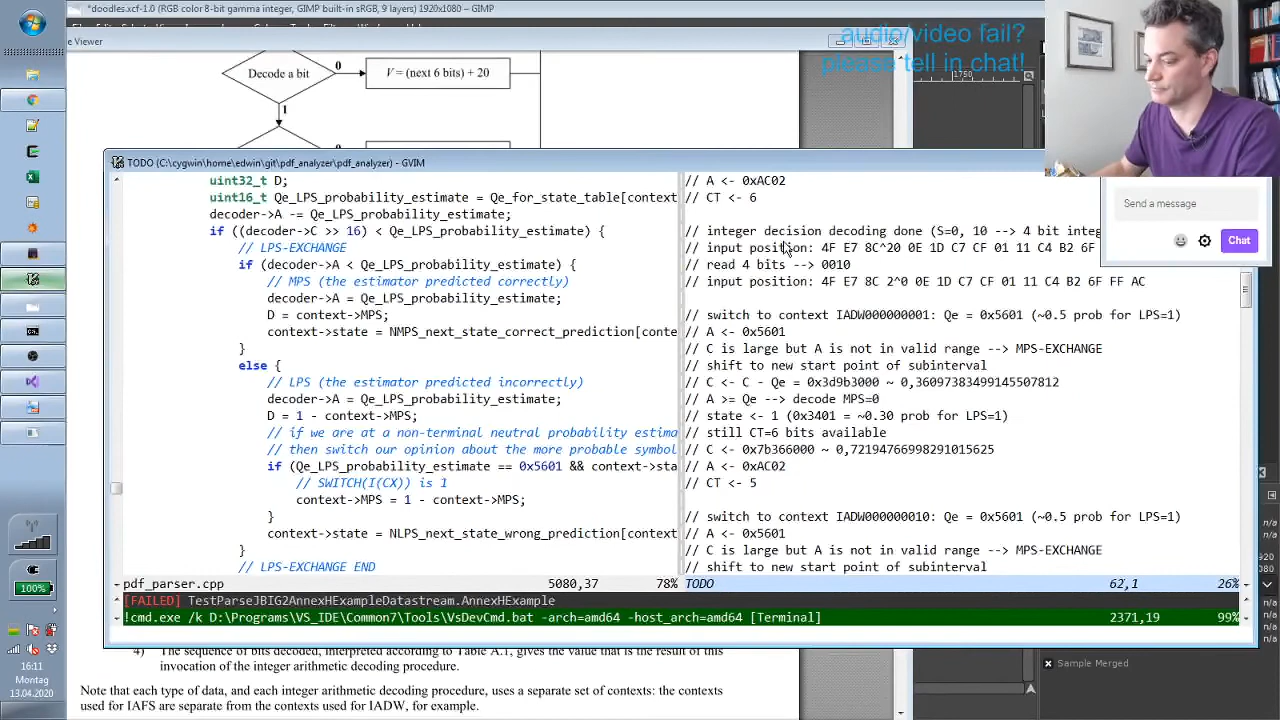 *doodles.xcf-1.0 (RGB color 8-bit gamma integer, GIMP built-in sRGB, 9 layers) 1920x1080 – GIMP
e Viewer
audio/video fail?
please tell in chat!
1750
Decode a bit
0
V = (next 6 bits) + 20
1
0
TODO (C:\cygwin\home\edwin\git\pdf_analyzer\pdf_analyzer) - GVIM
uint32_t D;
uint16_t Qe_LPS_probability_estimate = Qe_for_state_table[context
decoder->A -= Qe_LPS_probability_estimate;
if ((decoder->C >> 16) < Qe_LPS_probability_estimate) {
// LPS-EXCHANGE
if (decoder->A < Qe_LPS_probability_estimate) {
// MPS (the estimator predicted correctly)
decoder->A = Qe_LPS_probability_estimate;
D = context->MPS;
context->state = NMPS_next_state_correct_prediction[conte
}
else {
// LPS (the estimator predicted incorrectly)
decoder->A = Qe_LPS_probability_estimate;
D = 1 - context->MPS;
// if we are at a non-terminal neutral probability estima
// then switch our opinion about the more probable symbol
if (Qe_LPS_probability_estimate == 0x5601 && context->sta
// SWITCH(I(CX)) is 1
context->MPS = 1 - context->MPS;
}
context->state = NLPS_next_state_wrong_prediction[context
}
// LPS-EXCHANGE END
pdf_parser.cpp 5080,37 78%
// A <- 0xAC02
// CT <- 6
// integer decision decoding done (S=0, 10 --> 4 bit integ
// input position: 4F E7 8C^20 0E 1D C7 CF 01 11 C4 B2 6F
// read 4 bits --> 0010
// input position: 4F E7 8C 2^0 0E 1D C7 CF 01 11 C4 B2 6F FF AC
// switch to context IADW000000001: Qe = 0x5601 (~0.5 prob for LPS=1)
// A <- 0x5601
// C is large but A is not in valid range --> MPS-EXCHANGE
// shift to new start point of subinterval
// C <- C - Qe = 0x3d9b3000 ~ 0,36097383499145507812
// A >= Qe --> decode MPS=0
// state <- 1 (0x3401 = ~0.30 prob for LPS=1)
// still CT=6 bits available
// C <- 0x7b366000 ~ 0,72194766998291015625
// A <- 0xAC02
// CT <- 5
// switch to context IADW000000010: Qe = 0x5601 (~0.5 prob for LPS=1)
// A <- 0x5601
// C is large but A is not in valid range --> MPS-EXCHANGE
// shift to new start point of subinterval
TODO 62,1 26%
[FAILED] TestParseJBIG2AnnexHExampleDatastream.AnnexHExample
!cmd.exe /k D:\Programs\VS_IDE\Common7\Tools\VsDevCmd.bat -arch=amd64 -host_arch=amd64 [Terminal] 2371,19 99%
Send a message
Chat
4) The sequence of bits decoded, interpreted according to Table A.1, gives the value that is the result of this
invocation of the integer arithmetic decoding procedure.
Note that each type of data, and each integer arithmetic decoding procedure, uses a separate set of contexts: the contexts
used for IAFS are separate from the contexts used for IADW, for example.
Sample Merged
100%
16:11
Montag
13.04.2020